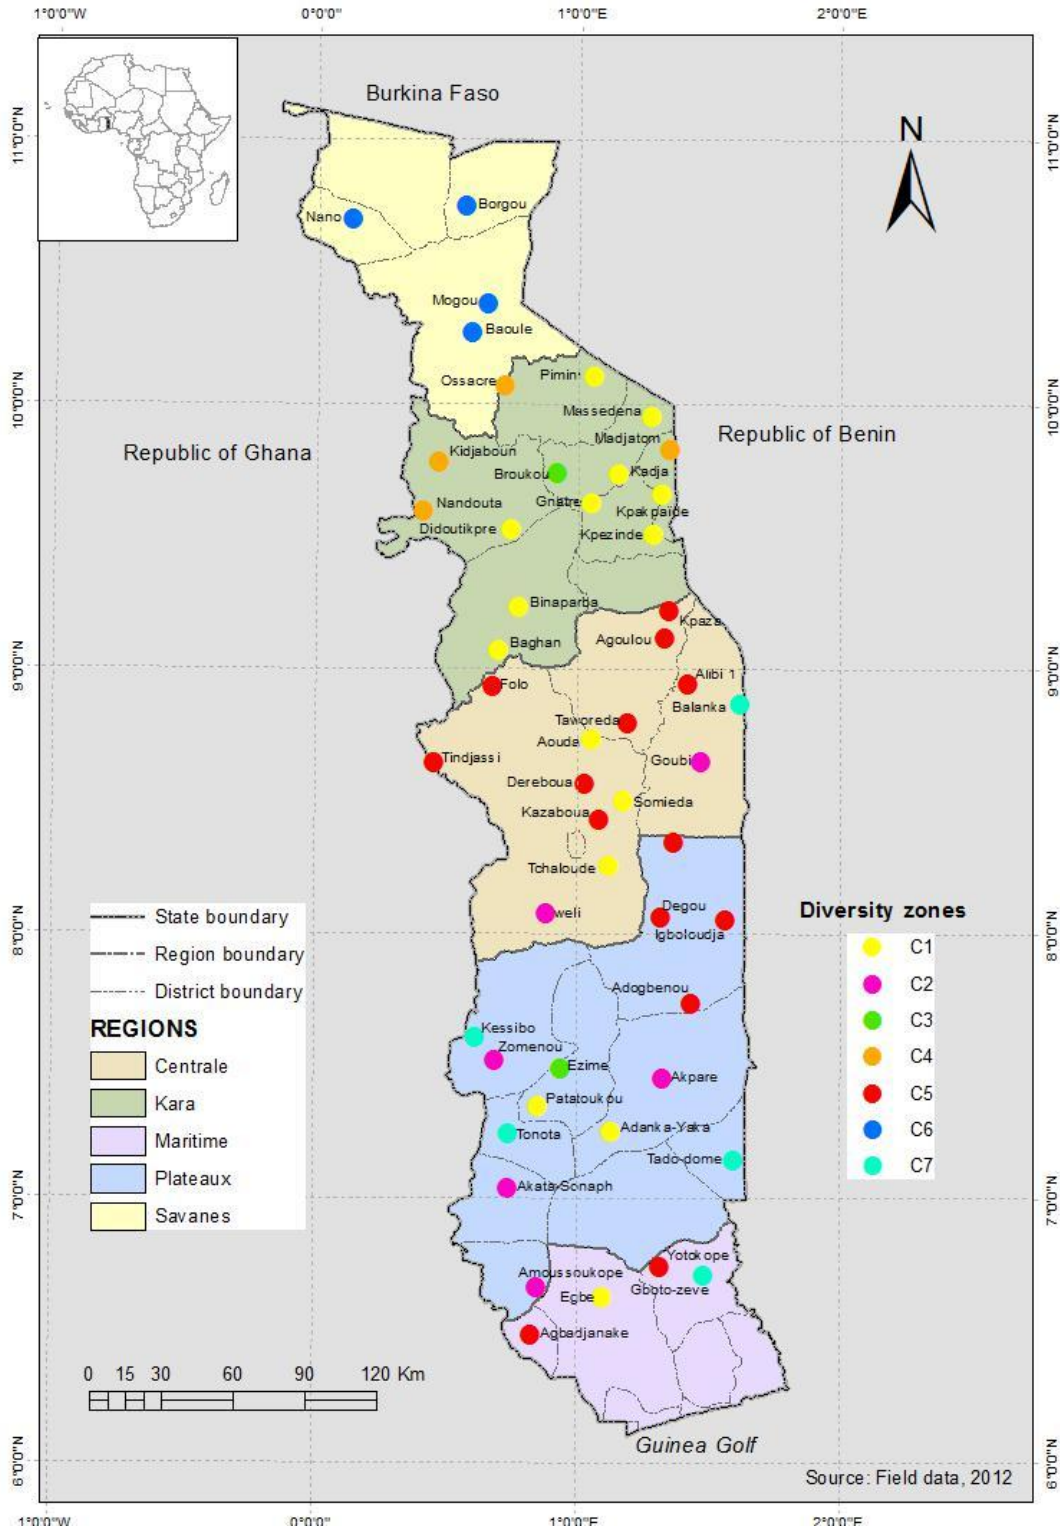 1°0'0"W 0°0'0" 1°0'0"E 2°0'0"E
Burkina Faso
N
11°0'0"N 11°0'0"N
Borgou
Nano
Mogou
Baoule
Ossacre
Pimini
10°0'0"N 10°0'0"N
Massedena
Madjatom
Republic of Benin
Republic of Ghana
Kidjaboun
Broukou
Kadja
Nandouta
Gnatre
Kpakpaide
Didoutikpre
Kpezinde
Binaparba
Kpaza
Agoulou
Baghan
9°0'0"N 9°0'0"N
Alibi 1
Folo
Balanka
Taworeda
Aouda
Tindjassi
Goubi
Dereboua
Somieda
Kazaboua
Tchaloude
Degou
weli
Igboloudja
8°0'0"N 8°0'0"N
State boundary
Region boundary
District boundary
REGIONS
Centrale
Kara
Maritime
Plateaux
Savanes
Diversity zones
C1
C2
C3
C4
C5
C6
C7
Adogbenou
Kessibo
Zomenou
Ezime
Akpare
Patatoukou
Tonota
Adanka-Yaka
Tado-dome
Akata-Sonaph
7°0'0"N 7°0'0"N
Yotokope
Amoussoukope
Gboto-zeve
Egbe
Agbadjanake
0 15 30 60 90 120 Km
Guinea Golf
6°0'0"N 6°0'0"N
Source: Field data, 2012
1°0'0"W 0°0'0" 1°0'0"E 2°0'0"E